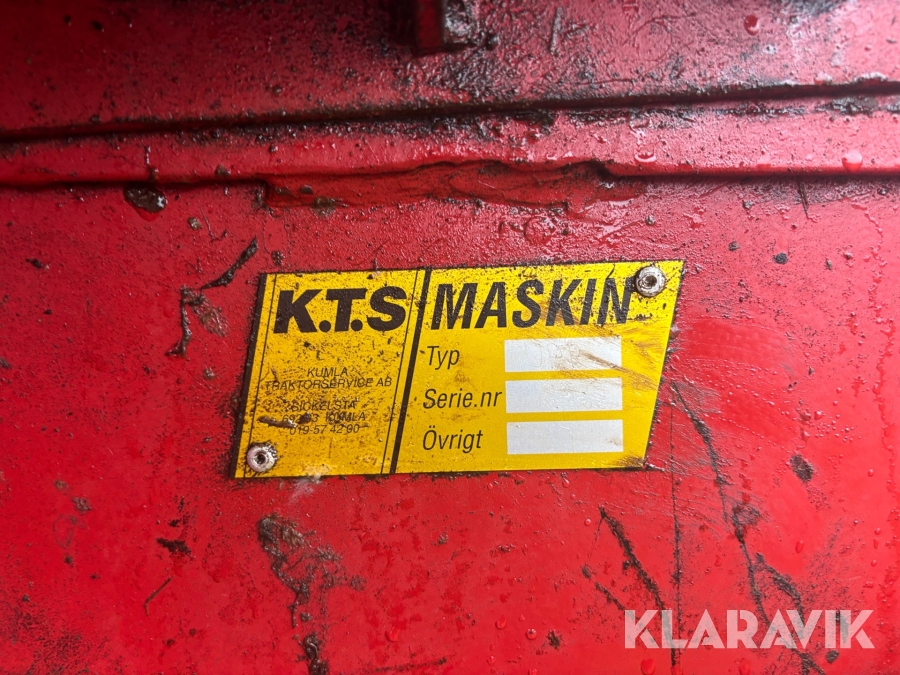 K.T.S
KUMLA
TRAKTORSERVICE AB
KUMLA
019-57 42 90
MASKIN
Typ
Serie.nr
Övrigt
KLARAVIK